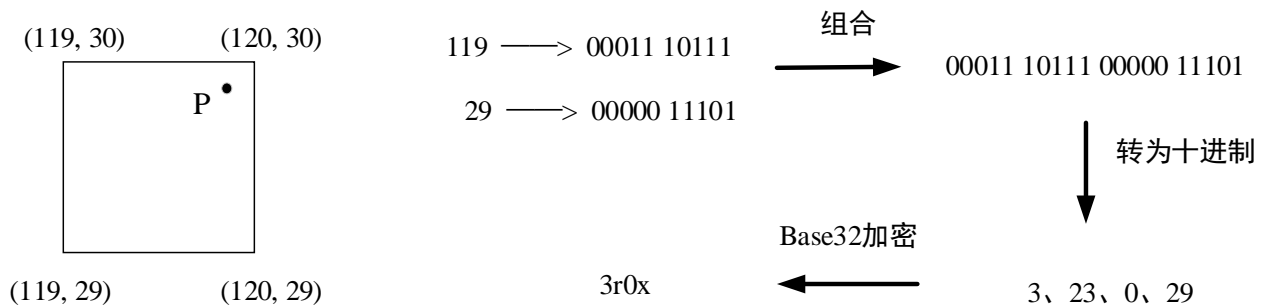 (119, 30) (120, 30)
P
(119, 29) (120, 29)
119 ——> 00011 10111
29 ——> 00000 11101
组合
00011 10111 00000 11101
转为十进制
3、23、0、29
Base32加密
3r0x